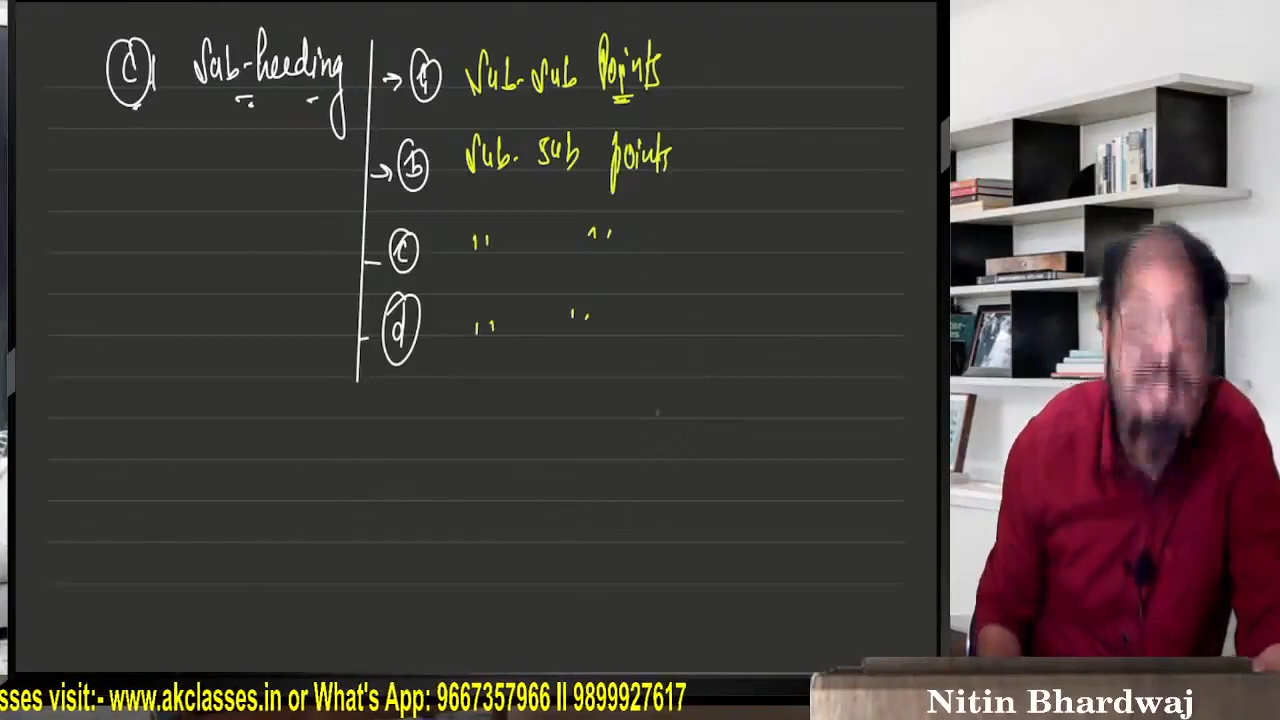 C Sub-heeding → a Sub-Sub Points
→ b Sub-sub points
c " "
d " "
sses visit:- www.akclasses.in or What's App: 9667357966 II 9899927617
Nitin Bhardwaj